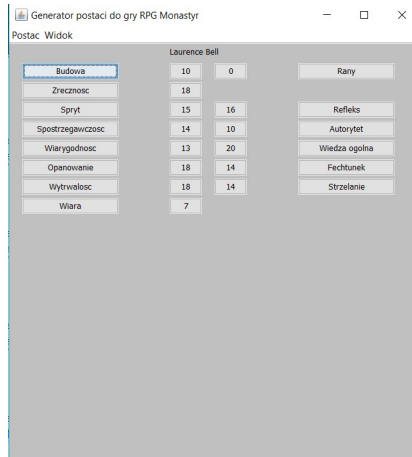 Generator postaci do gry RPG Monastyr
Postac Widok
Laurence Bell
Budowa 10 0 Rany
Zrecznosc 18
Spryt 15 16 Refleks
Spostrzegawczosc 14 10 Autorytet
Wiarygodnosc 13 20 Wiedza ogolna
Opanowanie 18 14 Fechtunek
Wytrwalosc 18 14 Strzelanie
Wiara 7